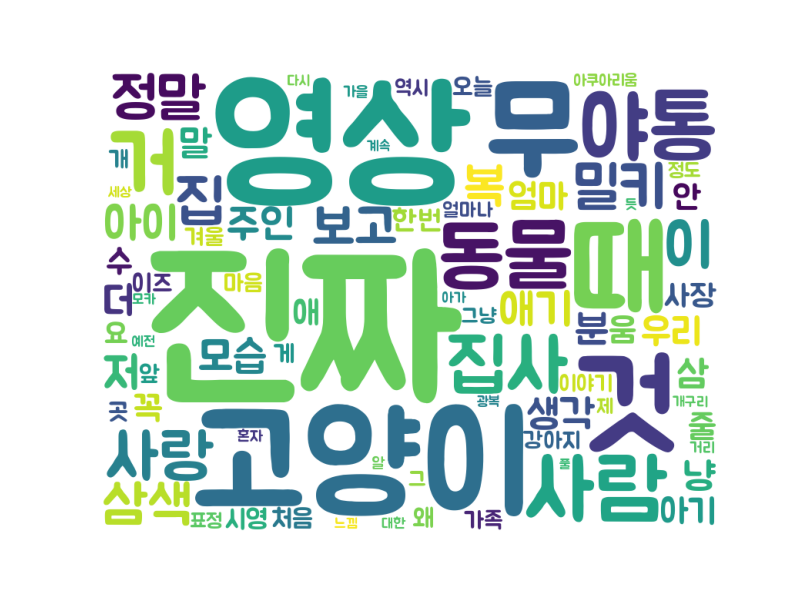 정말 다시 가을 역시 오늘 아쿠아리움
영상 무 야통
개 거 말 계속 정도
세상 집 복 엄마 밀키 듯 안
아이 겨울 주인 보고 한번 얼마나
수 이즈 마음 동물 때 이
더 모카 진짜 애 아가 그냥 얘기 사장
요 예전 분 움 우리
저 앞 모습 게 집사 이야기 것 삼
곳 꼭 광복 생각 제 개구리
사랑 혼자 고양이 강아지 줄 거리
알 그 풀 사람 냥
삼색 표정 시영 처음 느낌 대한 왜 가족 아기